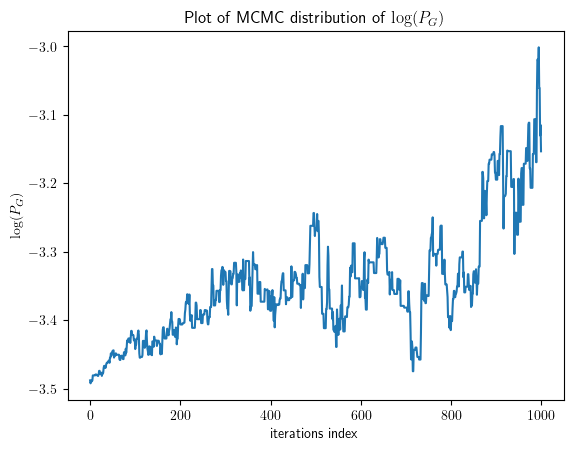 Plot of MCMC distribution of log(P_G)
log(P_G)
−3.0
−3.1
−3.2
−3.3
−3.4
−3.5
0 200 400 600 800 1000
iterations index